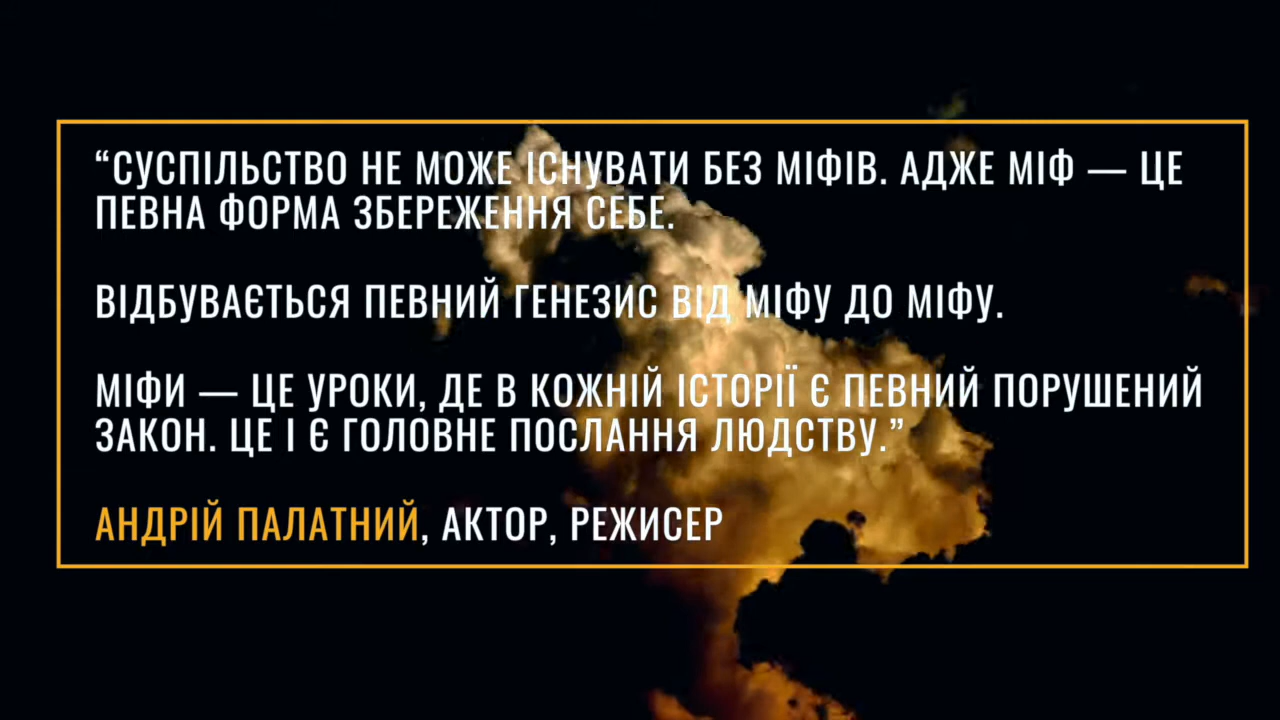 “СУСПІЛЬСТВО НЕ МОЖЕ ІСНУВАТИ БЕЗ МІФІВ. АДЖЕ МІФ — ЦЕ
ПЕВНА ФОРМА ЗБЕРЕЖЕННЯ СЕБЕ.
ВІДБУВАЄТЬСЯ ПЕВНИЙ ГЕНЕЗИС ВІД МІФУ ДО МІФУ.
МІФИ — ЦЕ УРОКИ, ДЕ В КОЖНІЙ ІСТОРІЇ Є ПЕВНИЙ ПОРУШЕНИЙ
ЗАКОН. ЦЕ І Є ГОЛОВНЕ ПОСЛАННЯ ЛЮДСТВУ.”
АНДРІЙ ПАЛАТНИЙ, АКТОР, РЕЖИСЕР